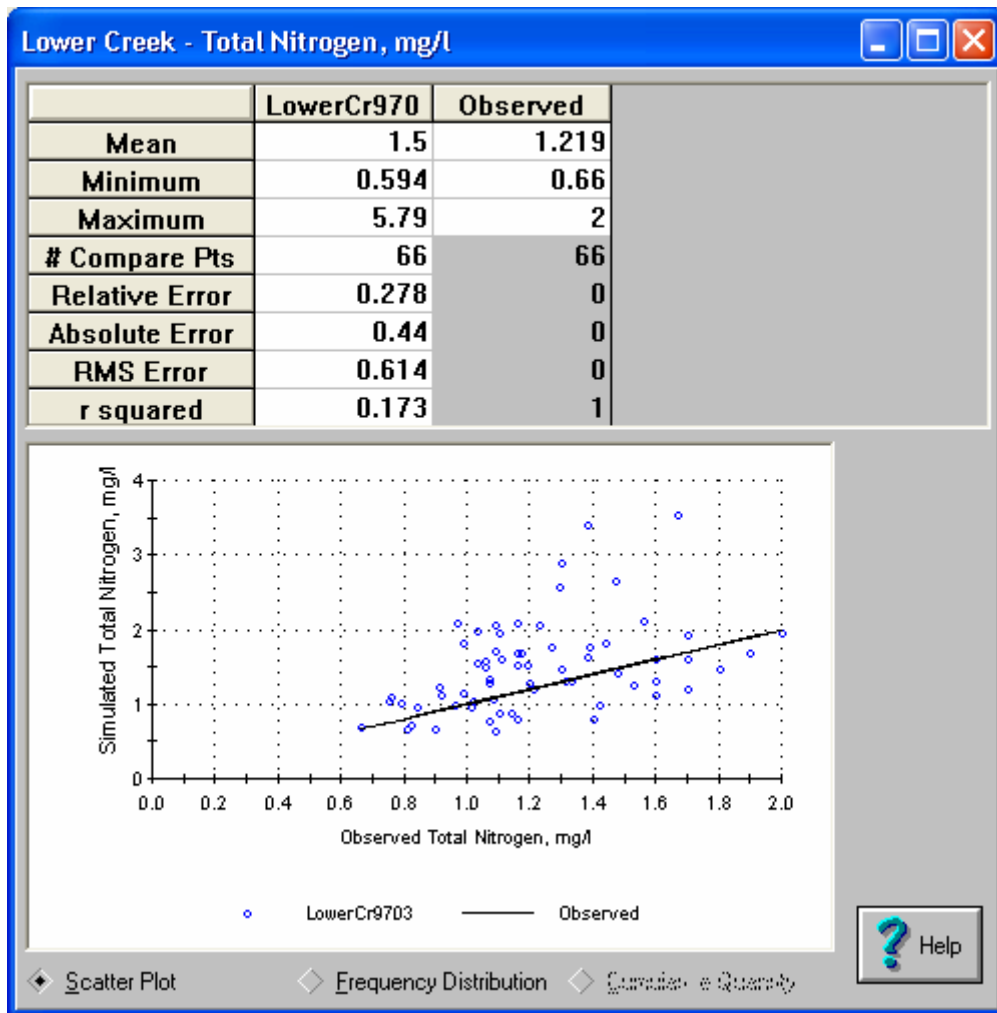 Lower Creek - Total Nitrogen, mg/l
LowerCr970 Observed
Mean 1.5 1.219
Minimum 0.594 0.66
Maximum 5.79 2
# Compare Pts 66 66
Relative Error 0.278 0
Absolute Error 0.44 0
RMS Error 0.614 0
r squared 0.173 1
Simulated Total Nitrogen, mg/l
4
3
2
1
0
0.0 0.2 0.4 0.6 0.8 1.0 1.2 1.4 1.6 1.8 2.0
Observed Total Nitrogen, mg/l
LowerCr9703 Observed
Help
Scatter Plot Frequency Distribution